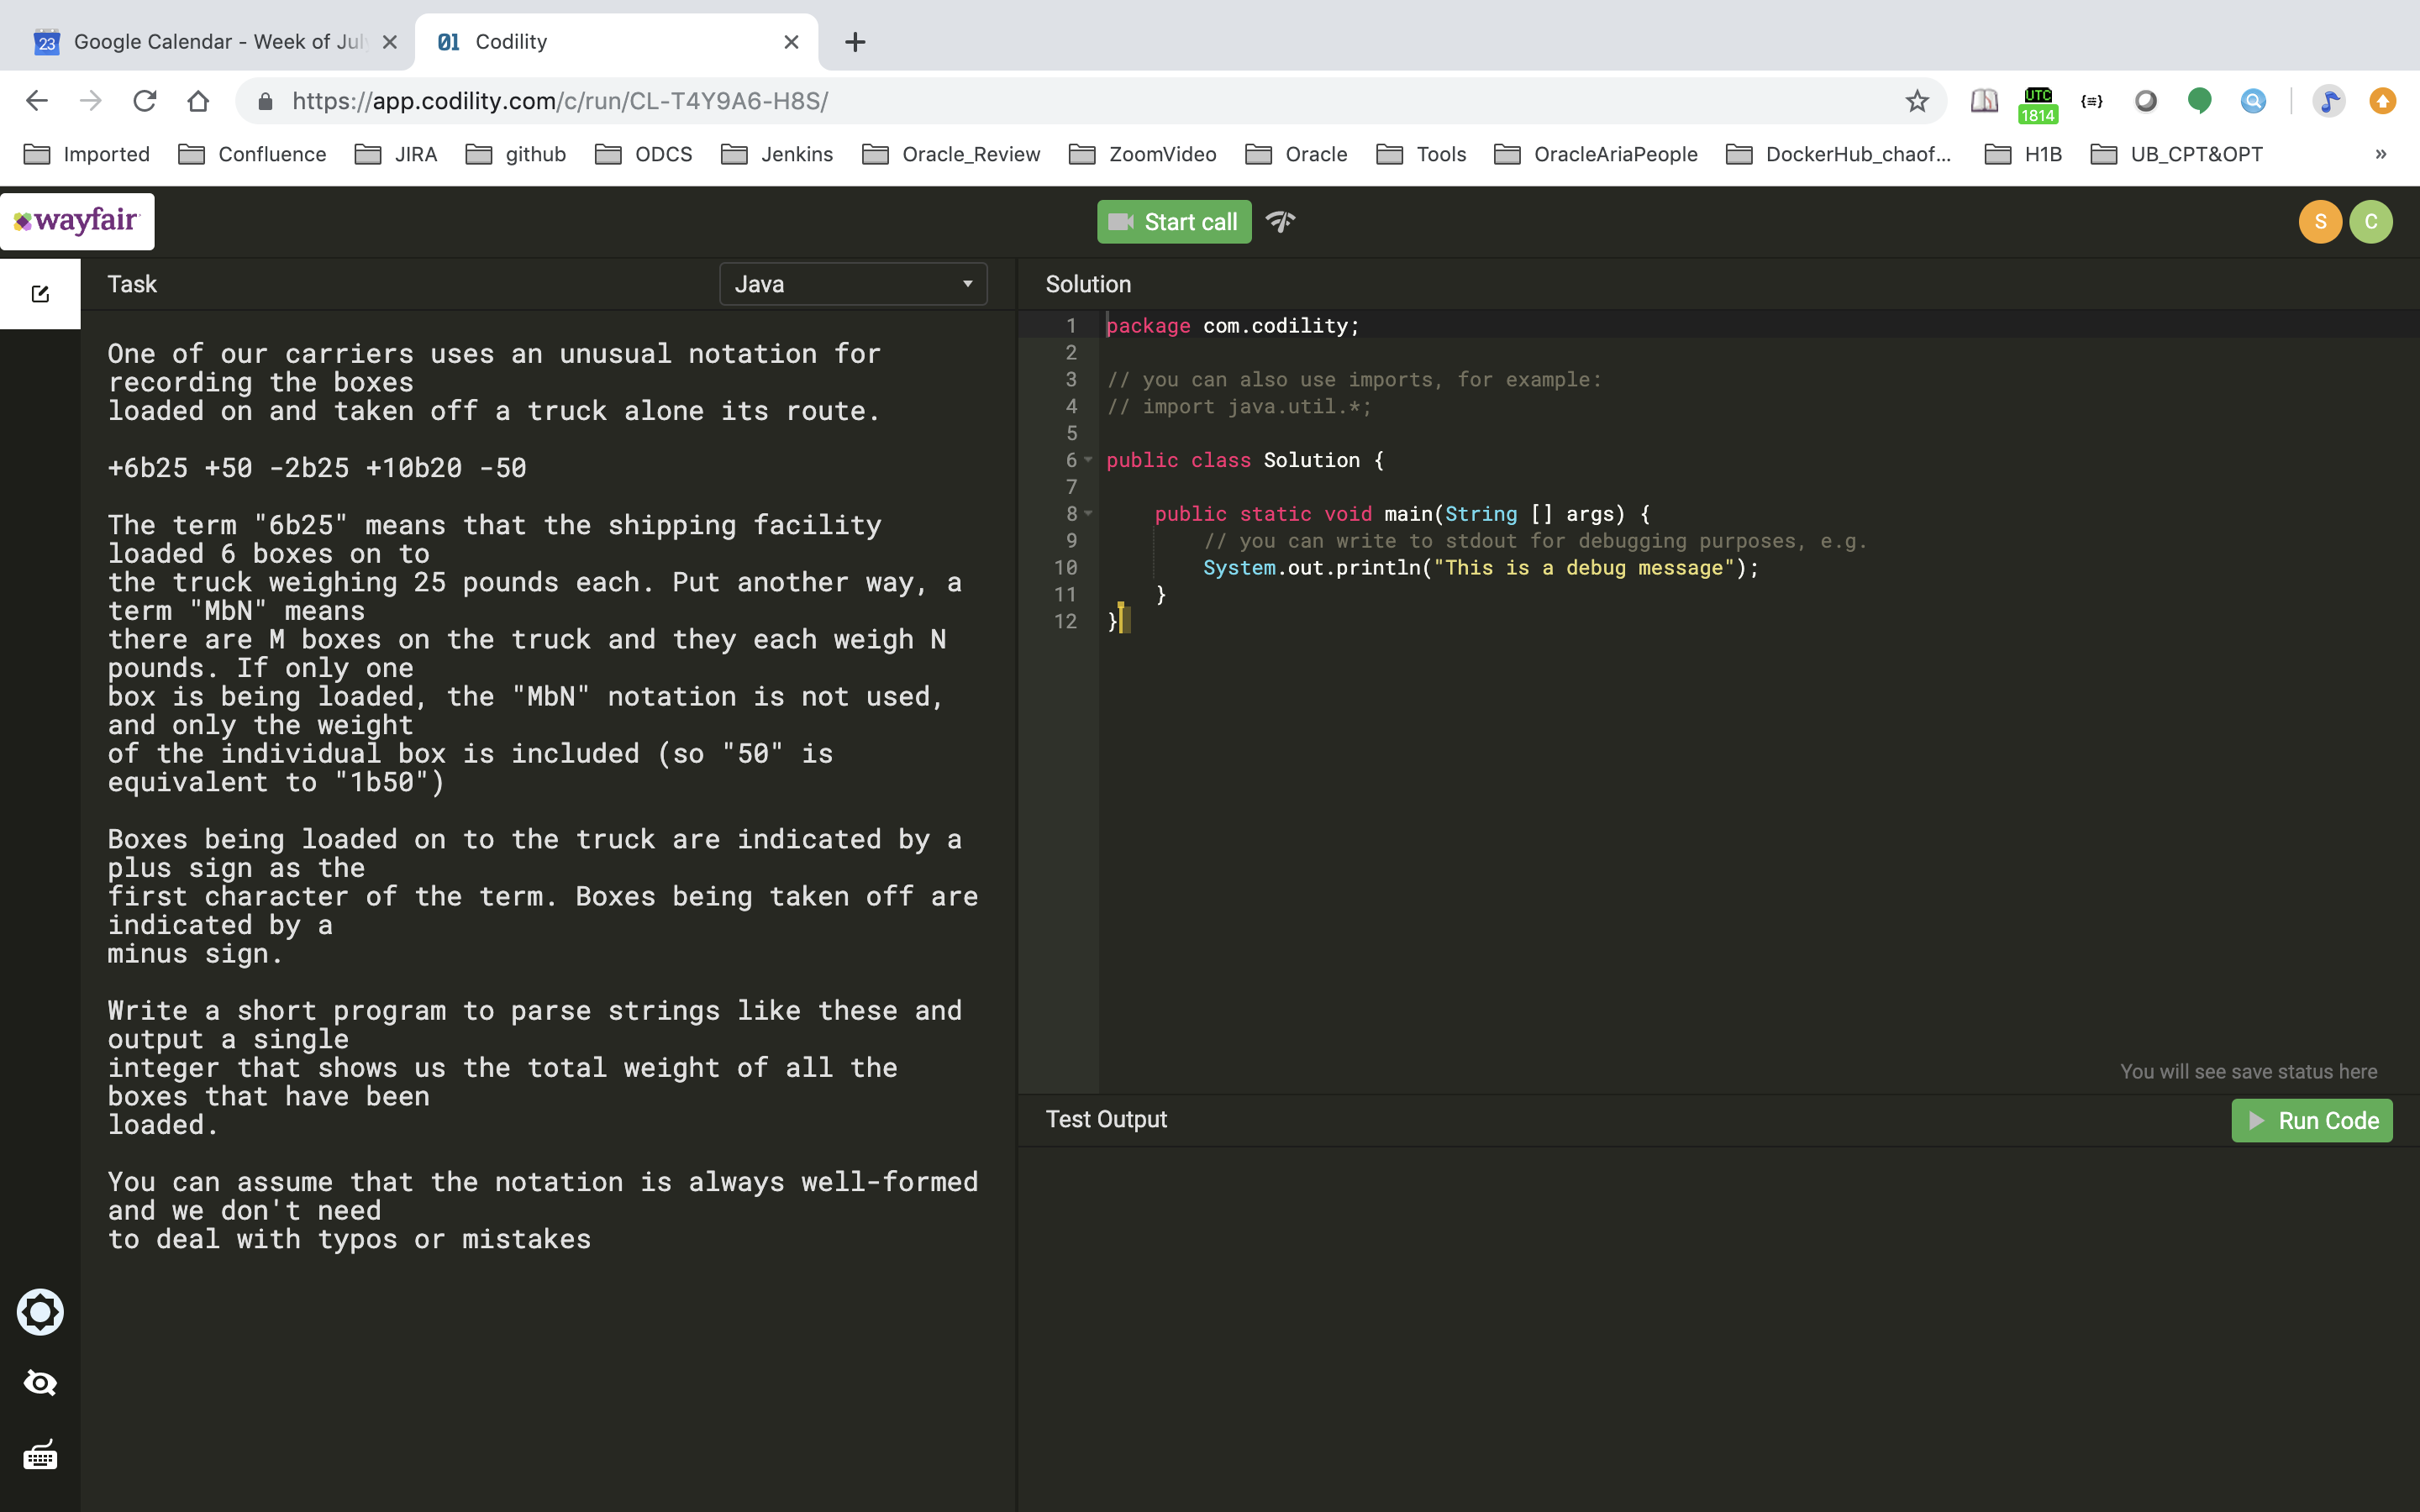 Google Calendar - Week of Jul
23
01 Codility
https://app.codility.com/c/run/CL-T4Y9A6-H8S/
UTC
1814
Imported Confluence JIRA github ODCS Jenkins Oracle_Review ZoomVideo Oracle Tools OracleAriaPeople DockerHub_chaof... H1B UB_CPT&OPT »
wayfair
Start call
S C
Task
Java
One of our carriers uses an unusual notation for
recording the boxes
loaded on and taken off a truck alone its route.
+6b25 +50 -2b25 +10b20 -50
The term "6b25" means that the shipping facility
loaded 6 boxes on to
the truck weighing 25 pounds each. Put another way, a
term "MbN" means
there are M boxes on the truck and they each weigh N
pounds. If only one
box is being loaded, the "MbN" notation is not used,
and only the weight
of the individual box is included (so "50" is
equivalent to "1b50")
Boxes being loaded on to the truck are indicated by a
plus sign as the
first character of the term. Boxes being taken off are
indicated by a
minus sign.
Write a short program to parse strings like these and
output a single
integer that shows us the total weight of all the
boxes that have been
loaded.
You can assume that the notation is always well-formed
and we don't need
to deal with typos or mistakes
Solution
1 package com.codility;
2
3 // you can also use imports, for example:
4 // import java.util.*;
5
6 public class Solution {
7
8 public static void main(String [] args) {
9 // you can write to stdout for debugging purposes, e.g.
10 System.out.println("This is a debug message");
11 }
12 }
You will see save status here
Test Output
Run Code